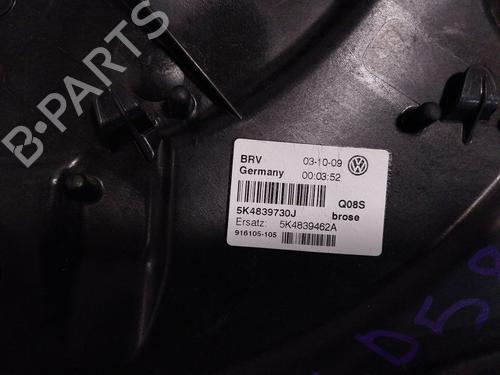 B-PARTS
BRV 03-10-09
Germany 00:03:52
5K4839730J Q08S
Ersatz: 5K4839462A brose
916105-105